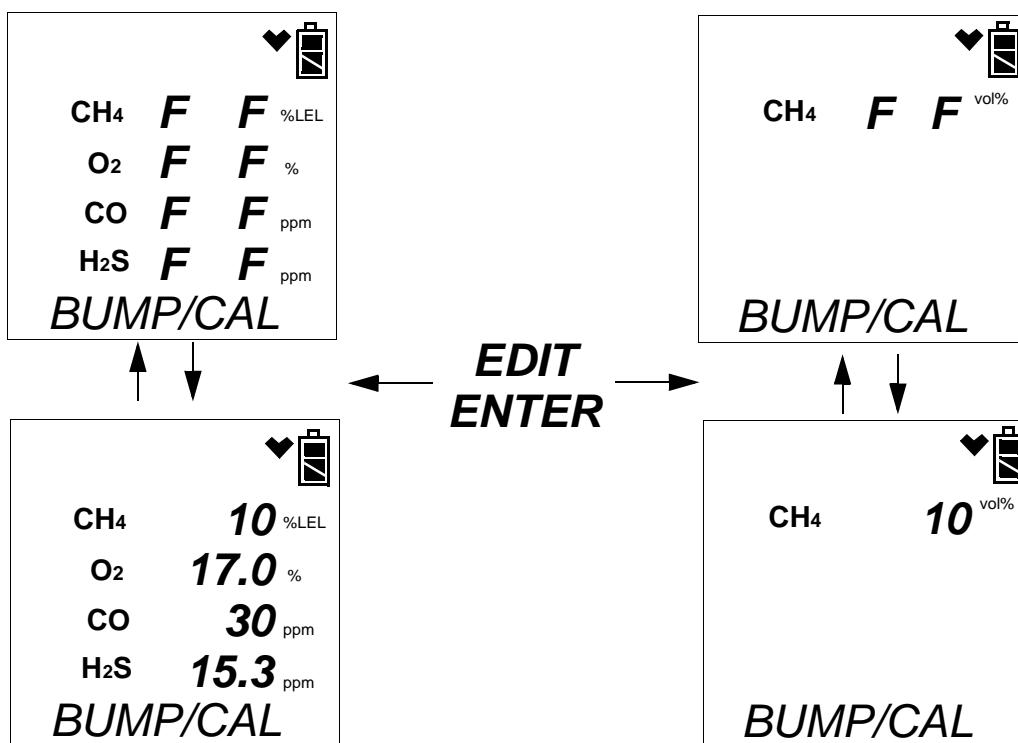 CH4 F F %LEL
O2 F F %
CO F F ppm
H2S F F ppm
BUMP/CAL
CH4 F F vol%
BUMP/CAL
EDIT
ENTER
CH4 10 %LEL
O2 17.0 %
CO 30 ppm
H2S 15.3 ppm
BUMP/CAL
CH4 10 vol%
BUMP/CAL